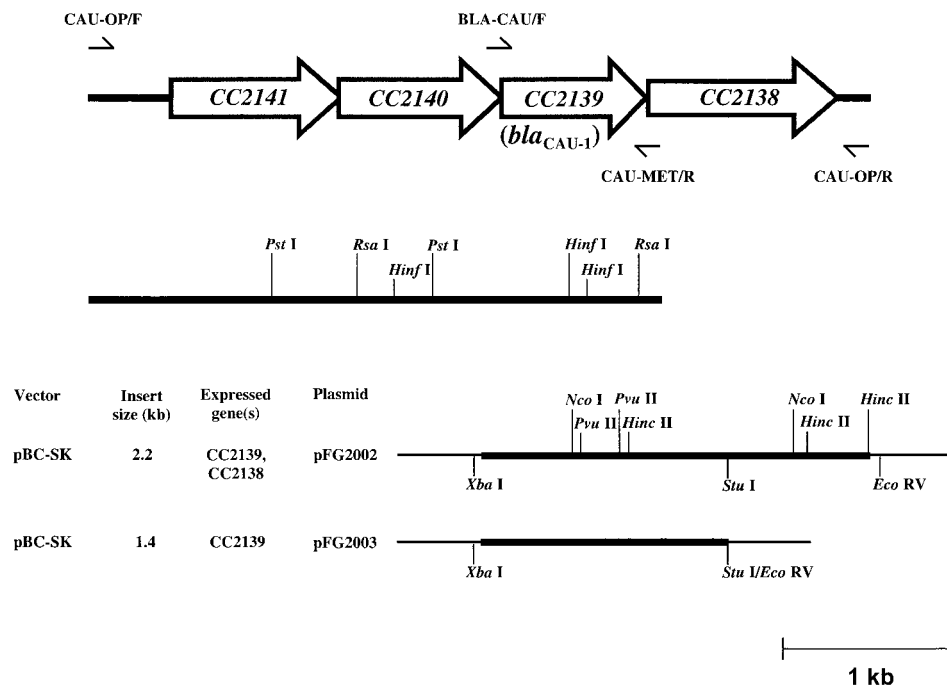 CAU-OP/F
BLA-CAU/F
CC2141 CC2140 CC2139 CC2138
(blaCAU-1)
CAU-MET/R CAU-OP/R
Pst I Rsa I Pst I Hinf I Rsa I
Hinf I Hinf I
Vector Insert size (kb) Expressed gene(s) Plasmid
Nco I Pvu II Nco I Hinc II
Pvu II Hinc II Hinc II
pBC-SK 2.2 CC2139, CC2138 pFG2002
Xba I Stu I Eco RV
pBC-SK 1.4 CC2139 pFG2003
Xba I Stu I/Eco RV
1 kb